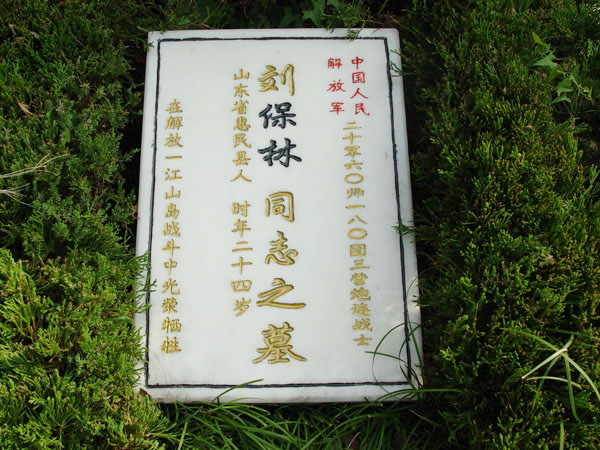 中国人民
解放军
二十军六〇师一八〇团三营炮连战士
刘保林 同志之墓
山东省惠民县人 时年二十四岁
在解放一江山岛战斗中光荣牺牲